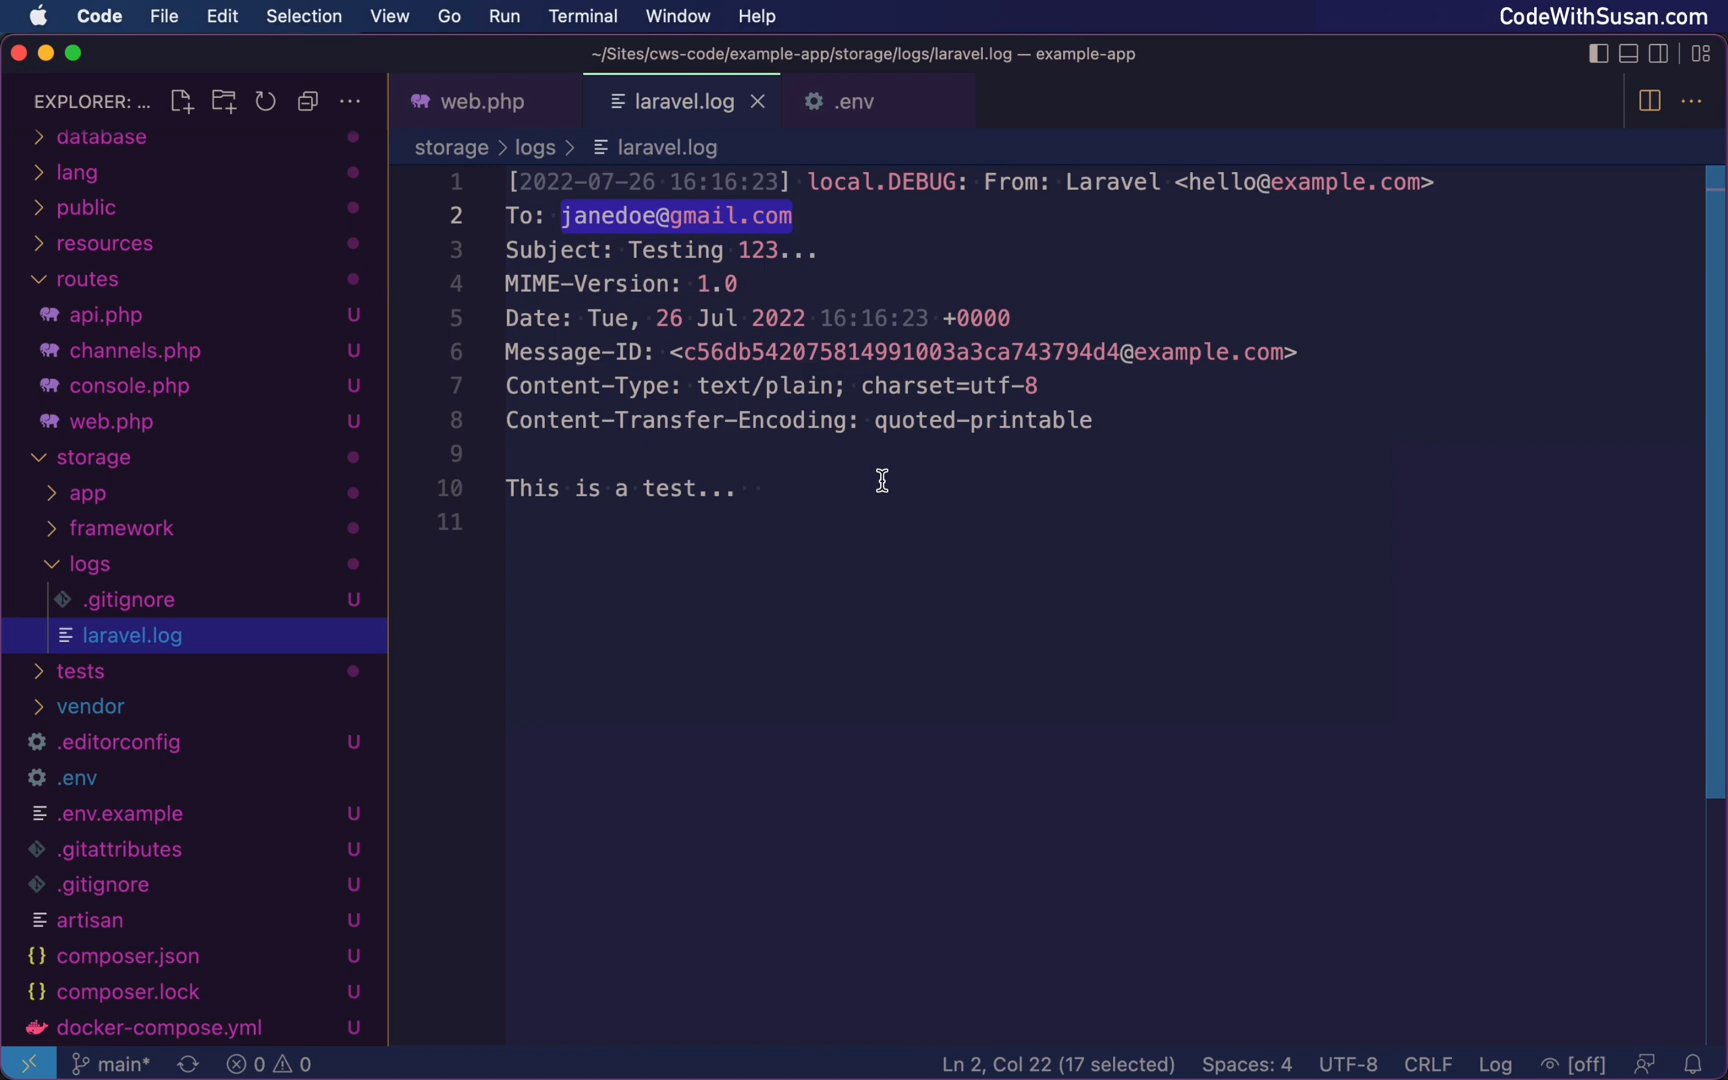 Code File Edit Selection View Go Run Terminal Window Help CodeWithSusan.com
~/Sites/cws-code/example-app/storage/logs/laravel.log — example-app
EXPLORER: ...
database
lang
public
resources
routes
api.php U
channels.php U
console.php U
web.php U
storage
app
framework
logs
.gitignore U
laravel.log
tests
vendor
.editorconfig U
.env
.env.example U
.gitattributes U
.gitignore U
artisan U
{} composer.json U
{} composer.lock U
docker-compose.yml U
web.php laravel.log .env
storage > logs > laravel.log
1 [2022-07-26 16:16:23] local.DEBUG: From: Laravel <hello@example.com>
2 To: janedoe@gmail.com
3 Subject: Testing 123...
4 MIME-Version: 1.0
5 Date: Tue, 26 Jul 2022 16:16:23 +0000
6 Message-ID: <c56db542075814991003a3ca743794d4@example.com>
7 Content-Type: text/plain; charset=utf-8
8 Content-Transfer-Encoding: quoted-printable
9
10 This is a test...
11
main* 0 0 Ln 2, Col 22 (17 selected) Spaces: 4 UTF-8 CRLF Log [off]